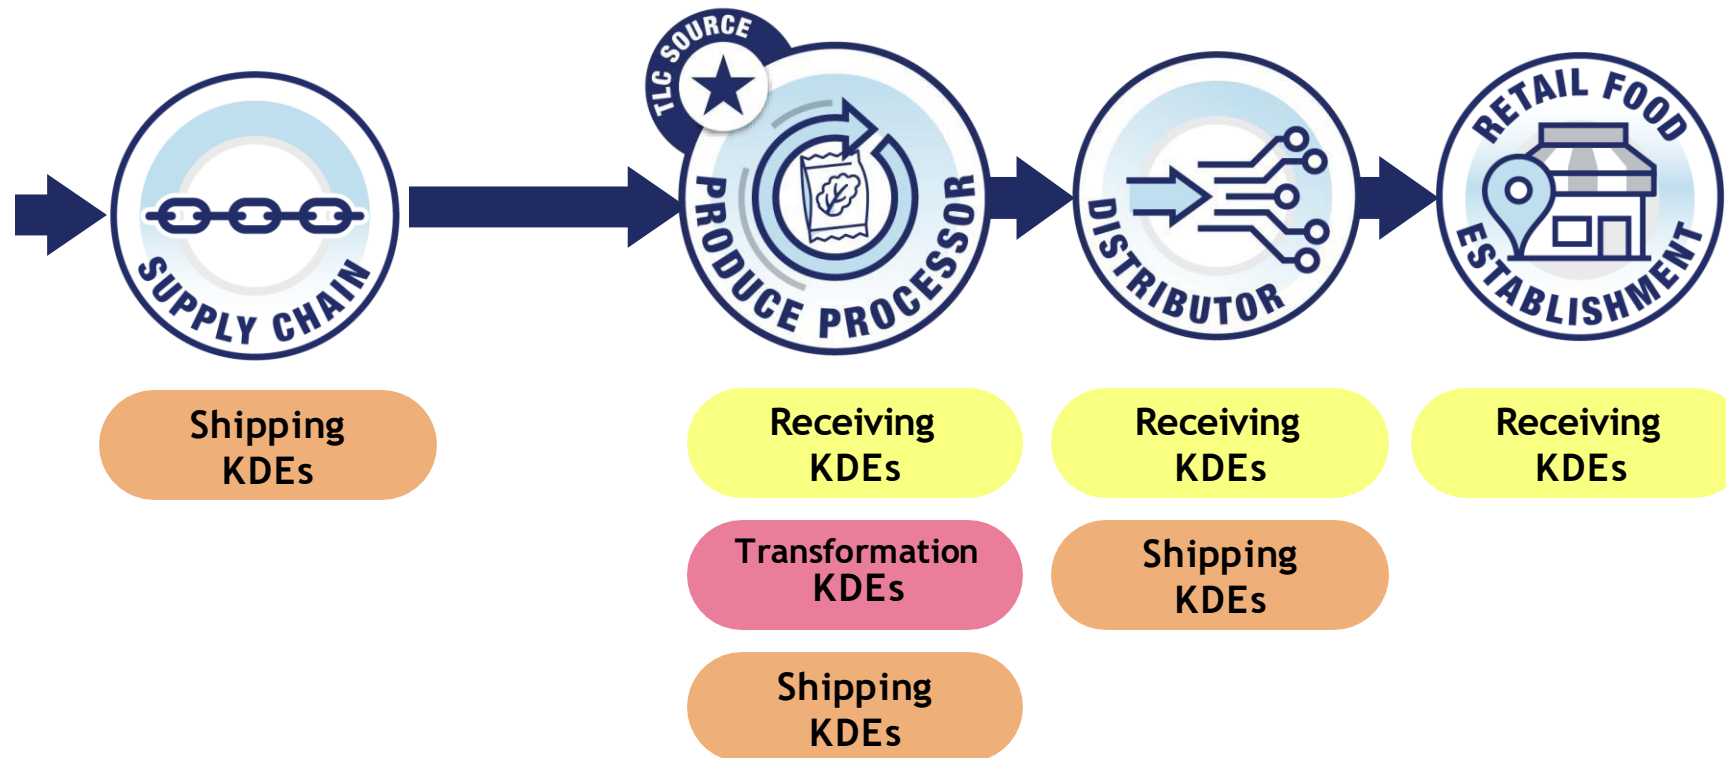 SUPPLY CHAIN
TLC SOURCE
PRODUCE PROCESSOR
DISTRIBUTOR
RETAIL FOOD
ESTABLISHMENT
Shipping
KDEs
Receiving
KDEs
Transformation
KDEs
Shipping
KDEs
Receiving
KDEs
Shipping
KDEs
Receiving
KDEs